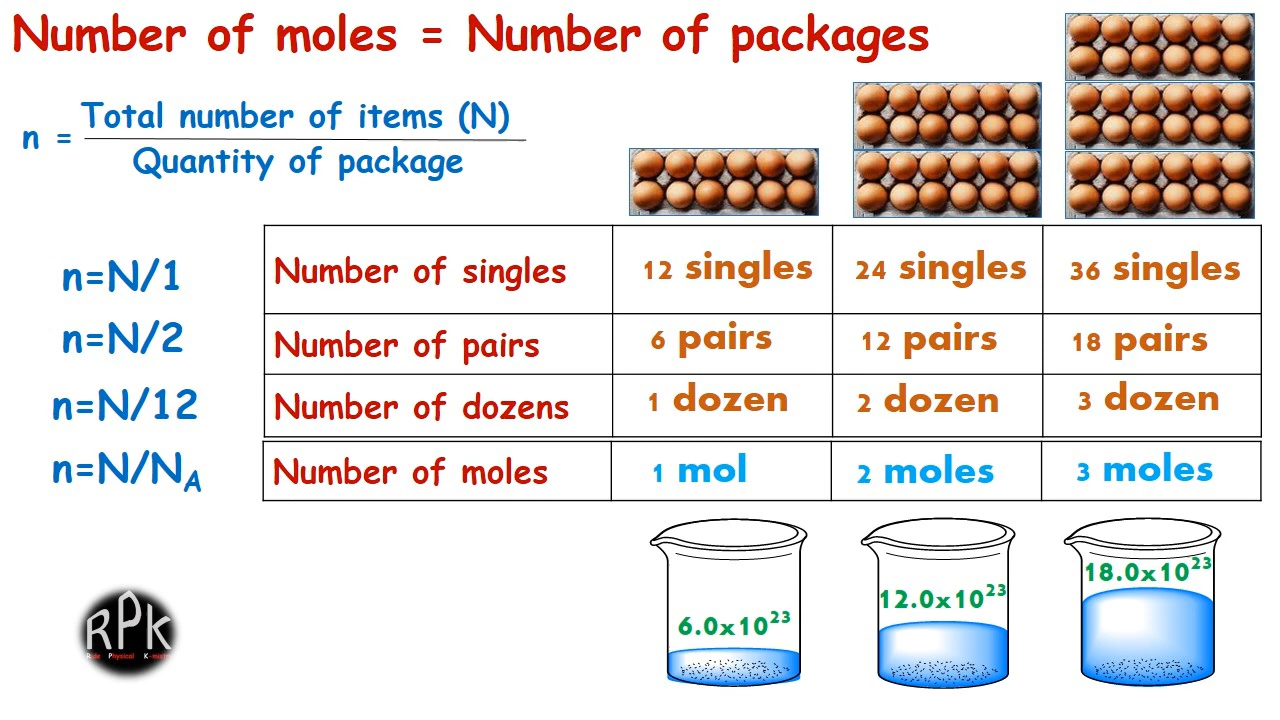 Number of moles = Number of packages
n = Total number of items (N)
Quantity of package
n=N/1 Number of singles 12 singles 24 singles 36 singles
n=N/2 Number of pairs 6 pairs 12 pairs 18 pairs
n=N/12 Number of dozens 1 dozen 2 dozen 3 dozen
n=N/N_A Number of moles 1 mol 2 moles 3 moles
6.0x10²³ 12.0x10²³ 18.0x10²³
RPK
Physical